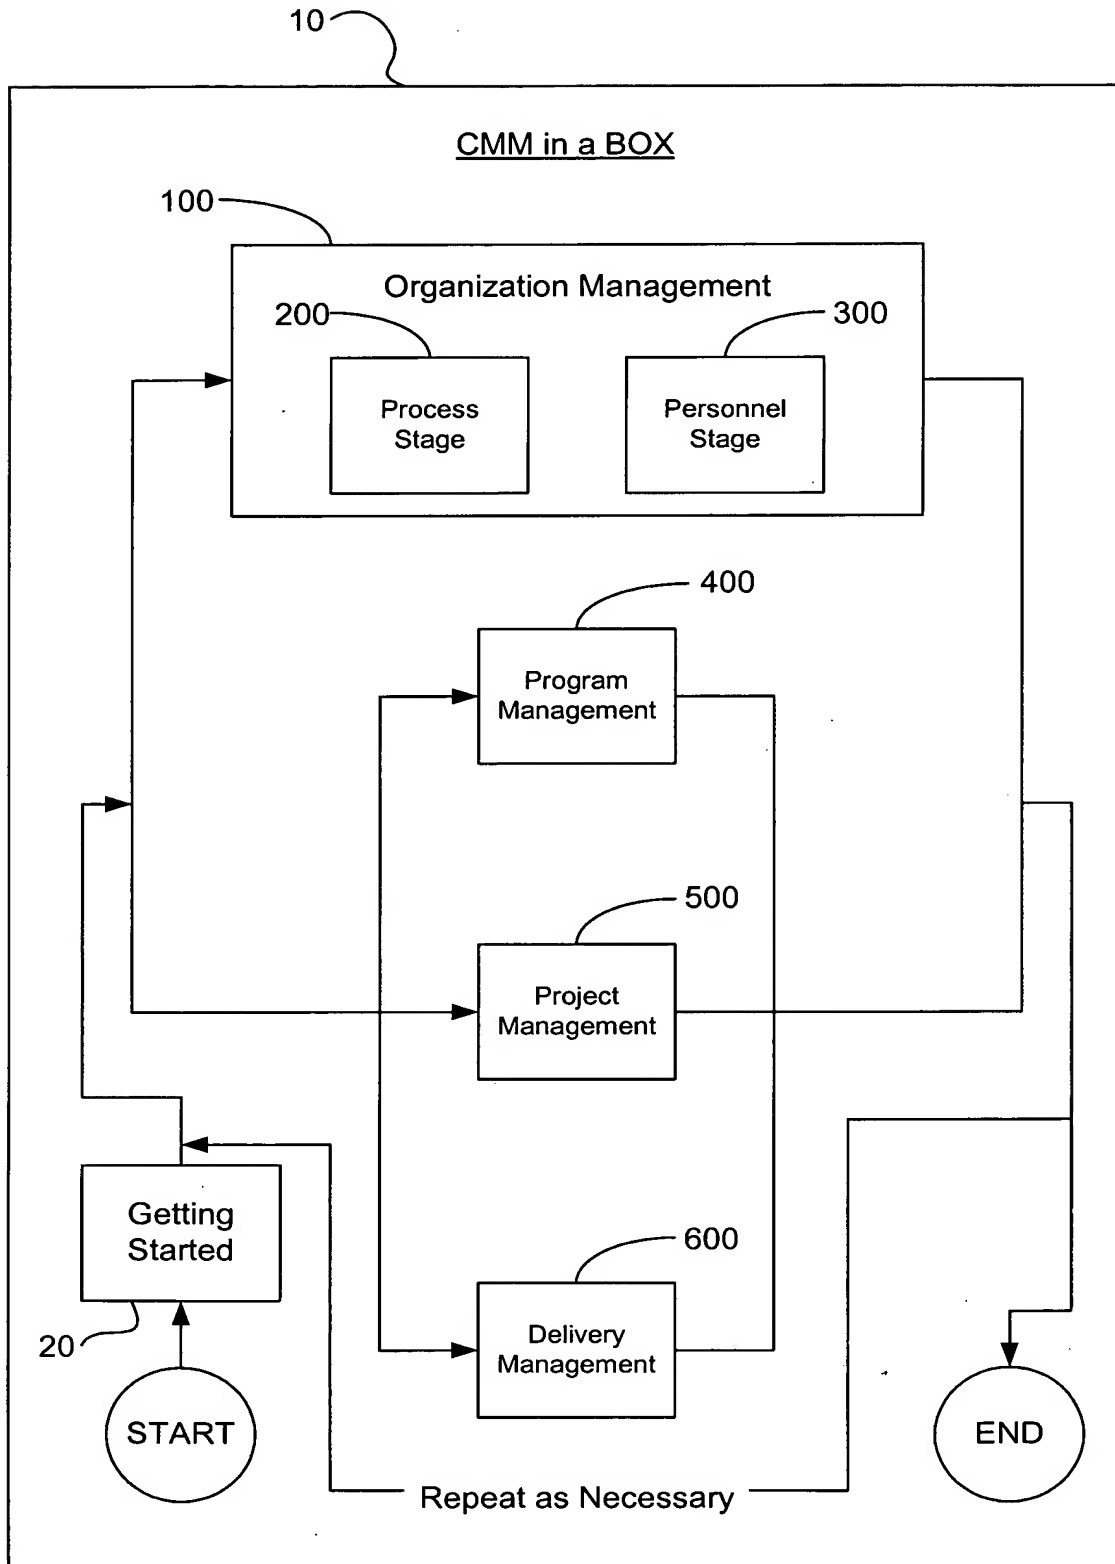 10
CMM in a BOX
100
Organization Management
200
300
Process
Stage
Personnel
Stage
400
Program
Management
500
Project
Management
Getting
Started
600
20
Delivery
Management
START
END
Repeat as Necessary